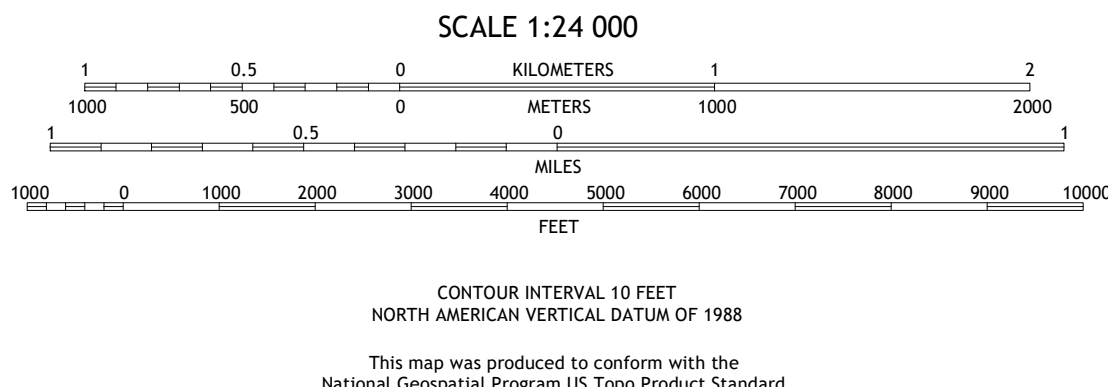 SCALE 1:24 000
1 0.5 0 KILOMETERS 1 2
1000 500 0 METERS 1000 2000
1 0.5 0 1
MILES
1000 0 1000 2000 3000 4000 5000 6000 7000 8000 9000 10000
FEET
CONTOUR INTERVAL 10 FEET
NORTH AMERICAN VERTICAL DATUM OF 1988
This map was produced to conform with the
National Geospatial Program US Topo Product Standard